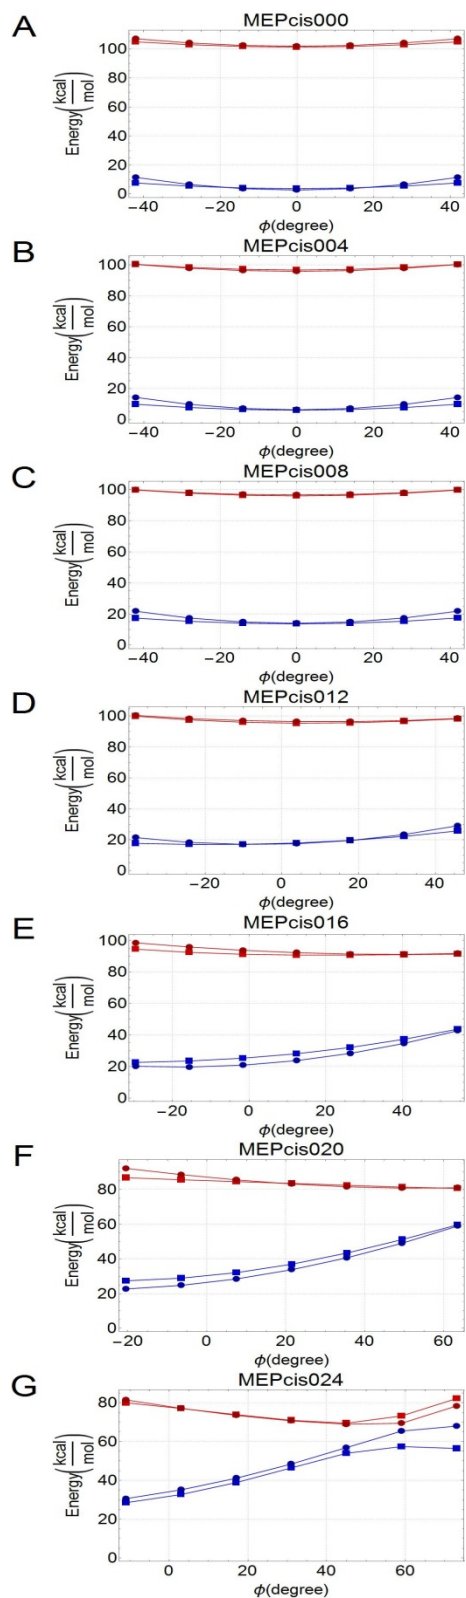 A
MEPcis000
Energy(kcal/mol)
100
80
60
40
20
0
−40 −20 0 20 40
ϕ(degree)
B
MEPcis004
Energy(kcal/mol)
100
80
60
40
20
0
−40 −20 0 20 40
ϕ(degree)
C
MEPcis008
Energy(kcal/mol)
100
80
60
40
20
0
−40 −20 0 20 40
ϕ(degree)
D
MEPcis012
Energy(kcal/mol)
100
80
60
40
20
0
−20 0 20 40
ϕ(degree)
E
MEPcis016
Energy(kcal/mol)
100
80
60
40
20
0
−20 0 20 40
ϕ(degree)
F
MEPcis020
Energy(kcal/mol)
80
60
40
20
0
−20 0 20 40 60
ϕ(degree)
G
MEPcis024
Energy(kcal/mol)
80
60
40
20
0
0 20 40 60
ϕ(degree)